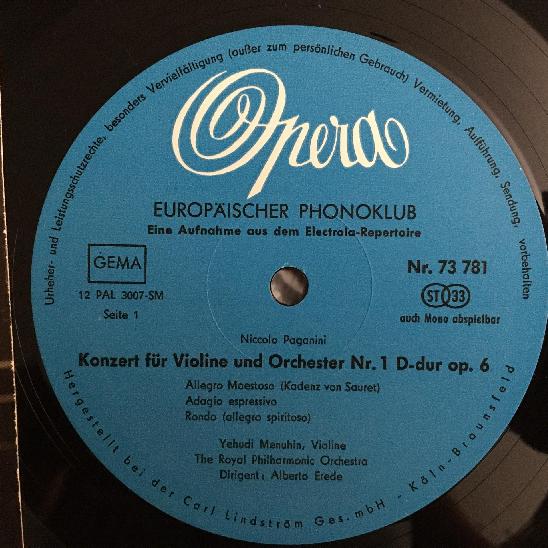 Urheber- und Leistungsschutzrechte, besonders Vervielfältigung (außer zum persönlichen Gebrauch) Vermietung, Aufführung, Sendung, vorbehalten
Opera
EUROPÄISCHER PHONOKLUB
Eine Aufnahme aus dem Electrola-Repertoire
GEMA
Nr. 73 781
12 PAL 3007-SM
ST 33
Seite 1
auch Mono abspielbar
Niccolo Paganini
Konzert für Violine und Orchester Nr. 1 D-dur op. 6
Allegro Maestoso (Kadenz von Sauret)
Adagio espressivo
Rondo (allegro spiritoso)
Yehudi Menuhin, Violine
The Royal Philharmonic Orchestra
Dirigent: Alberto Erede
Hergestellt bei der Carl Lindström Ges. mbH - Köln-Braunsfeld